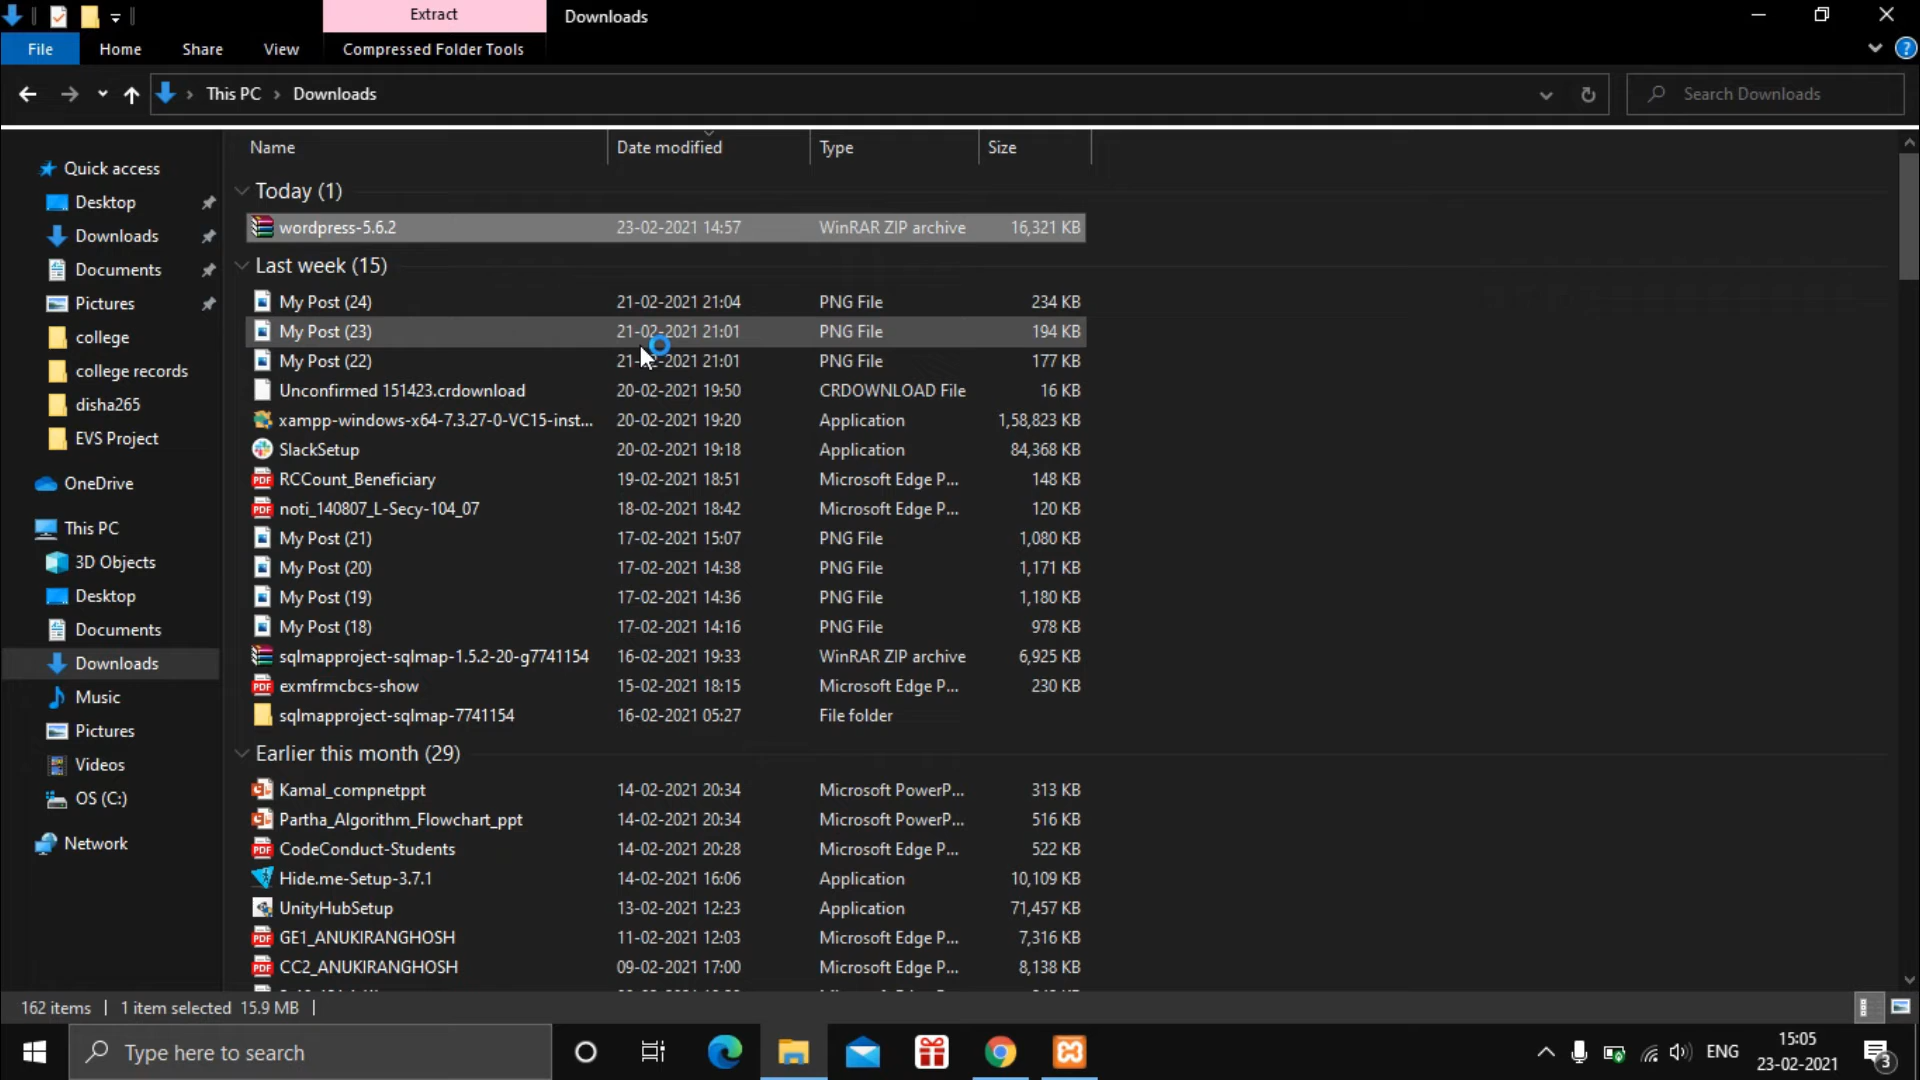 Extract
Downloads
File
Home
Share
View
Compressed Folder Tools
This PC
Downloads
Search Downloads
Name
Date modified
Type
Size
Quick access
Desktop
Downloads
Documents
Pictures
college
college records
disha265
EVS Project
OneDrive
This PC
3D Objects
Desktop
Documents
Downloads
Music
Pictures
Videos
OS (C:)
Network
Today (1)
wordpress-5.6.2 23-02-2021 14:57 WinRAR ZIP archive 16,321 KB
Last week (15)
My Post (24) 21-02-2021 21:04 PNG File 234 KB
My Post (23) 21-02-2021 21:01 PNG File 194 KB
My Post (22) 21-02-2021 21:01 PNG File 177 KB
Unconfirmed 151423.crdownload 20-02-2021 19:50 CRDOWNLOAD File 16 KB
xampp-windows-x64-7.3.27-0-VC15-inst... 20-02-2021 19:20 Application 1,58,823 KB
SlackSetup 20-02-2021 19:18 Application 84,368 KB
RCCount_Beneficiary 19-02-2021 18:51 Microsoft Edge P... 148 KB
noti_140807_L-Secy-104_07 18-02-2021 18:42 Microsoft Edge P... 120 KB
My Post (21) 17-02-2021 15:07 PNG File 1,080 KB
My Post (20) 17-02-2021 14:38 PNG File 1,171 KB
My Post (19) 17-02-2021 14:36 PNG File 1,180 KB
My Post (18) 17-02-2021 14:16 PNG File 978 KB
sqlmapproject-sqlmap-1.5.2-20-g7741154 16-02-2021 19:33 WinRAR ZIP archive 6,925 KB
exmfrmcbcs-show 15-02-2021 18:15 Microsoft Edge P... 230 KB
sqlmapproject-sqlmap-7741154 16-02-2021 05:27 File folder
Earlier this month (29)
Kamal_compnetppt 14-02-2021 20:34 Microsoft PowerP... 313 KB
Partha_Algorithm_Flowchart_ppt 14-02-2021 20:34 Microsoft PowerP... 516 KB
CodeConduct-Students 14-02-2021 20:28 Microsoft Edge P... 522 KB
Hide.me-Setup-3.7.1 14-02-2021 16:06 Application 10,109 KB
UnityHubSetup 13-02-2021 12:23 Application 71,457 KB
GE1_ANUKIRANGHOSH 11-02-2021 12:03 Microsoft Edge P... 7,316 KB
CC2_ANUKIRANGHOSH 09-02-2021 17:00 Microsoft Edge P... 8,138 KB
162 items
1 item selected 15.9 MB
Type here to search
ENG
15:05
23-02-2021
3